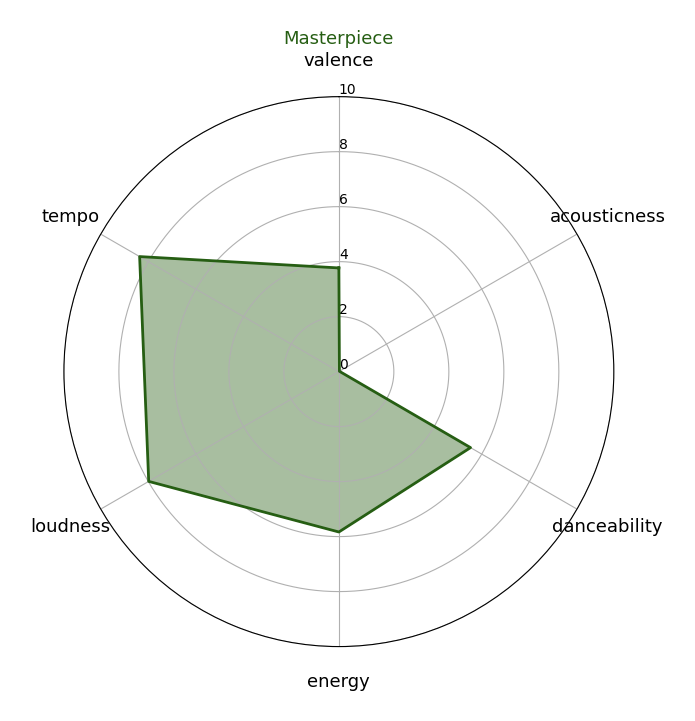 Masterpiece
valence
10
8
6
4
2
0
tempo
acousticness
loudness
danceability
energy